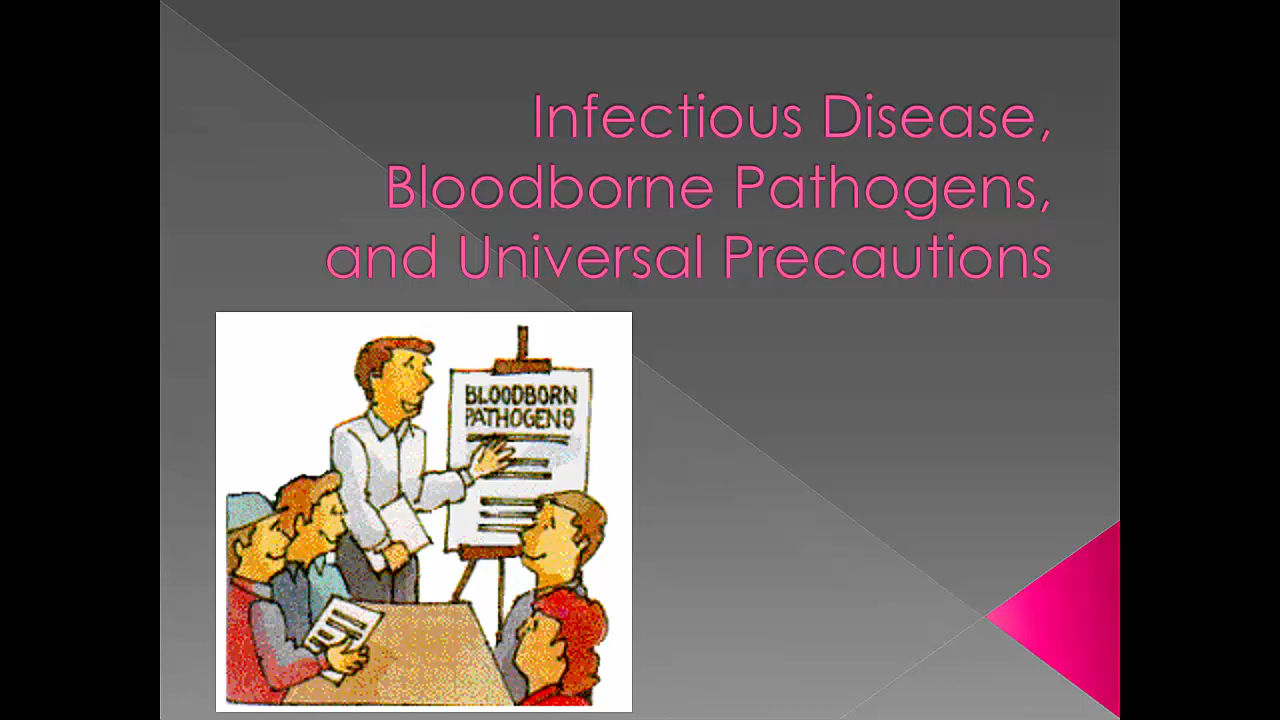 Infectious Disease,
Bloodborne Pathogens,
and Universal Precautions
BLOODBORN
PATHOGENS